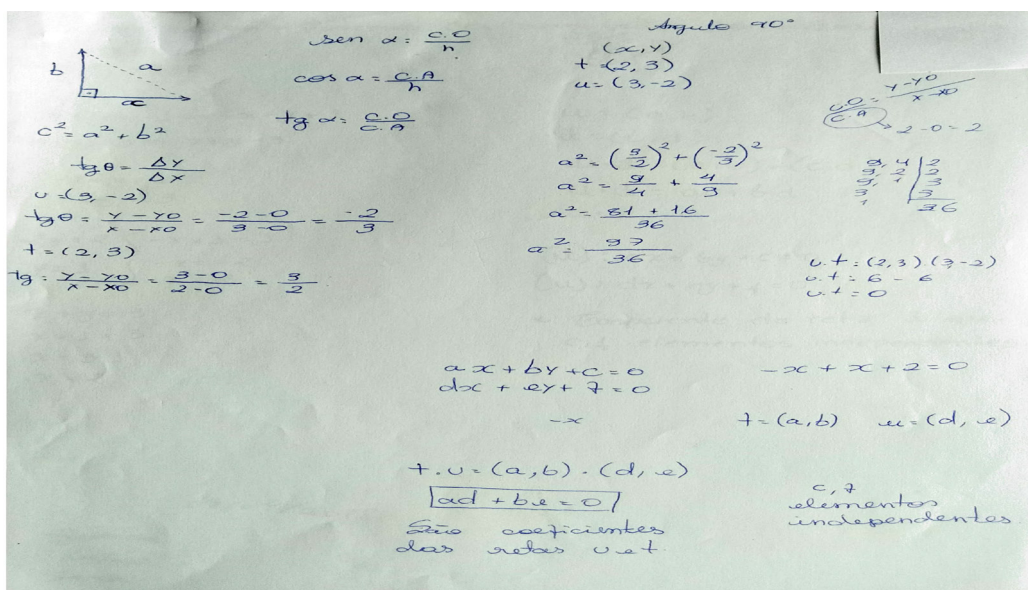 b
a
x
c² = a² + b²
tg θ = ΔY / ΔX
u = (3, -2)
tg θ = Y - Y0 / x - x0 = -2 - 0 / 3 - 0 = -2 / 3
t = (2, 3)
tg = Y - Y0 / x - x0 = 3 - 0 / 2 - 0 = 3 / 2
sen α = C.O / h
cos α = C.A / h
tg α = C.O / C.A
Angulo 90°
(x, Y)
t = (2, 3)
u = (3, -2)
C.O / C.A = Y - Y0 / x - x0
2 - 0 = 2
a² = (3/2)² + (-2/3)²
a² = 9/4 + 4/9
a² = 81 + 16 / 36
a² = 97 / 36
9, 4 | 2
9, 2 | 2
9, 1 | 3
3, | 3
1 | 36
u.t = (2, 3).(3, -2)
u.t = 6 - 6
u.t = 0
ax + bY + c = 0
dx + eY + 7 = 0
-x
-x + x + 2 = 0
t = (a, b) u = (d, e)
t.u = (a, b) . (d, e)
ad + be = 0
São coeficientes
das retas u e t.
c, 7
elementos
independentes.